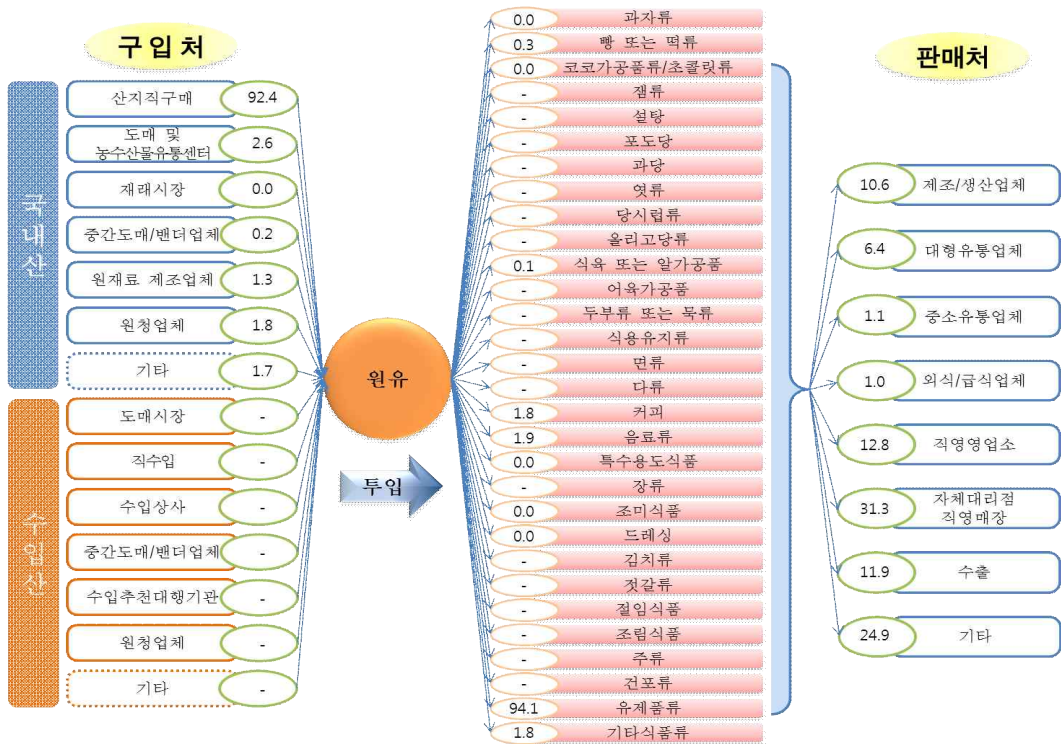 구입처
국내산
산지직구매 92.4
도매 및
농수산물유통센터 2.6
재래시장 0.0
중간도매/밴더업체 0.2
원재료 제조업체 1.3
원청업체 1.8
기타 1.7
수입산
도매시장 -
직수입 -
수입상사 -
중간도매/밴더업체 -
수입추천대행기관 -
원청업체 -
기타 -
원유
투입
0.0 과자류
0.3 빵 또는 떡류
0.0 코코가공품류/초콜릿류
- 잼류
- 설탕
- 포도당
- 과당
- 엿류
- 당시럽류
- 올리고당류
0.1 식육 또는 알가공품
- 어육가공품
- 두부류 또는 묵류
- 식용유지류
- 면류
- 다류
1.8 커피
1.9 음료류
0.0 특수용도식품
- 장류
0.0 조미식품
0.0 드레싱
- 김치류
- 젓갈류
- 절임식품
- 조림식품
- 주류
- 건포류
94.1 유제품류
1.8 기타식품류
판매처
10.6 제조/생산업체
6.4 대형유통업체
1.1 중소유통업체
1.0 외식/급식업체
12.8 직영영업소
31.3 자체대리점
직영매장
11.9 수출
24.9 기타